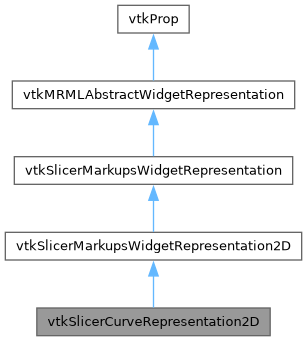 vtkProp
vtkMRMLAbstractWidgetRepresentation
vtkSlicerMarkupsWidgetRepresentation
vtkSlicerMarkupsWidgetRepresentation2D
vtkSlicerCurveRepresentation2D